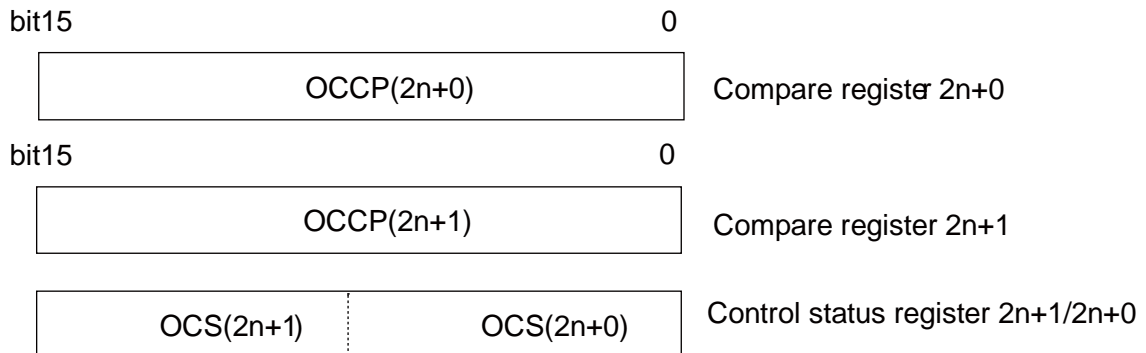 bit15 0
OCCP(2n+0) Compare register 2n+0
bit15 0
OCCP(2n+1) Compare register 2n+1
OCS(2n+1) OCS(2n+0) Control status register 2n+1/2n+0